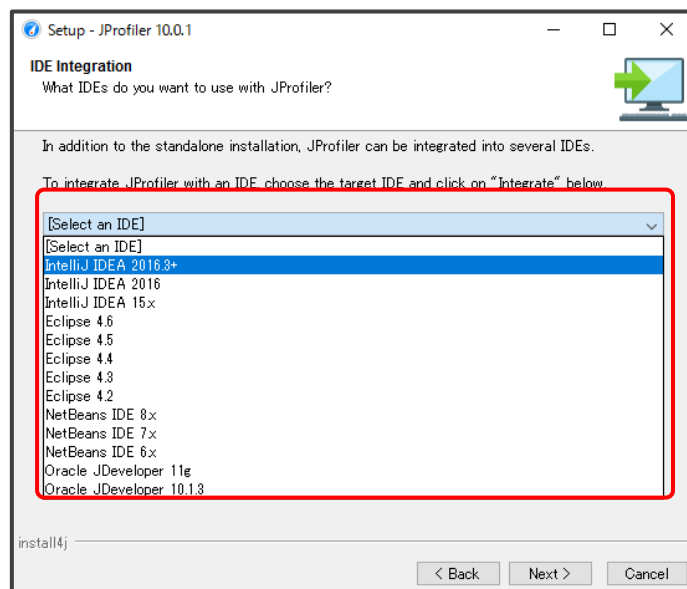 Setup - JProfiler 10.0.1
IDE Integration
What IDEs do you want to use with JProfiler?
In addition to the standalone installation, JProfiler can be integrated into several IDEs.
To integrate JProfiler with an IDE, choose the target IDE and click on "Integrate" below.
[Select an IDE]
[Select an IDE]
IntelliJ IDEA 2016.3+
IntelliJ IDEA 2016
IntelliJ IDEA 15.x
Eclipse 4.6
Eclipse 4.5
Eclipse 4.4
Eclipse 4.3
Eclipse 4.2
NetBeans IDE 8.x
NetBeans IDE 7.x
NetBeans IDE 6.x
Oracle JDeveloper 11g
Oracle JDeveloper 10.1.3
install4j
< Back Next > Cancel